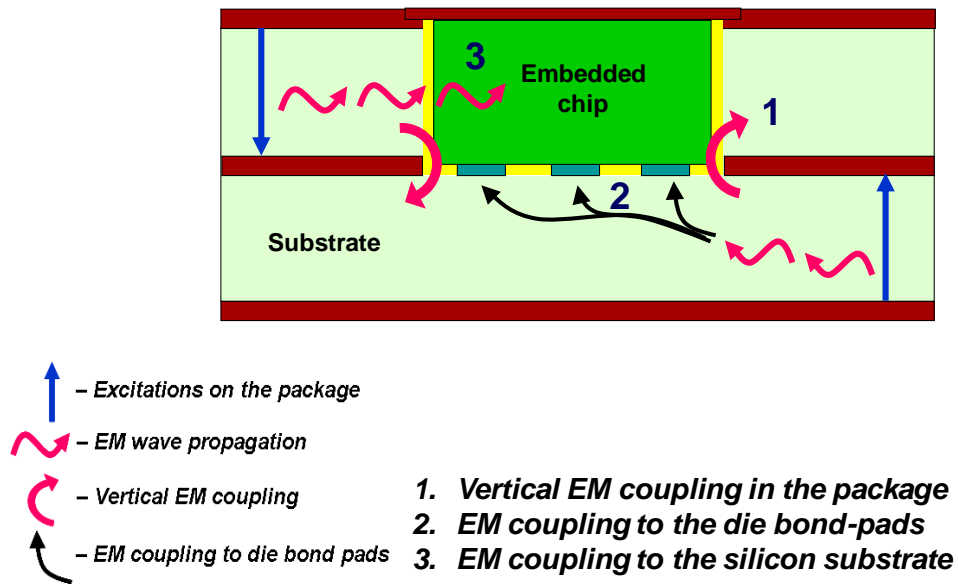 3
Embedded
chip
1
2
Substrate
– Excitations on the package
– EM wave propagation
– Vertical EM coupling
– EM coupling to die bond pads
1. Vertical EM coupling in the package
2. EM coupling to the die bond-pads
3. EM coupling to the silicon substrate